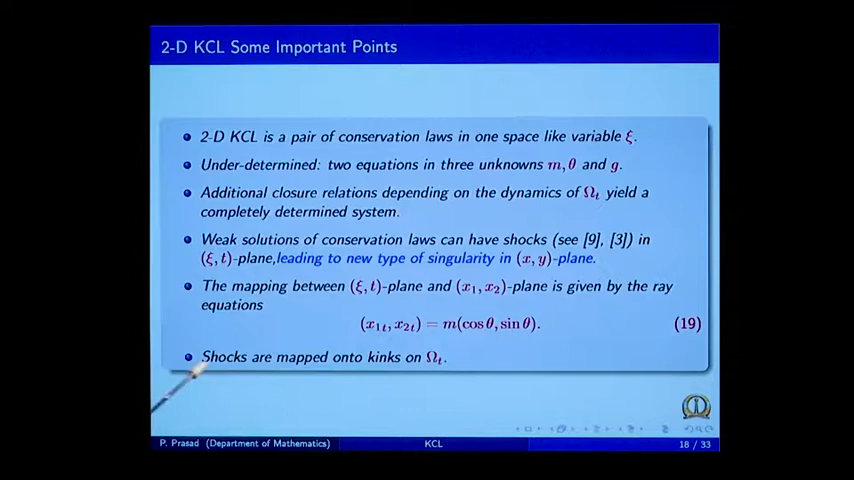 2-D KCL Some Important Points
2-D KCL is a pair of conservation laws in one space like variable ξ.
Under-determined: two equations in three unknowns m, θ and g.
Additional closure relations depending on the dynamics of Ωₜ yield a
completely determined system.
Weak solutions of conservation laws can have shocks (see [9], [3]) in
(ξ, t)-plane,leading to new type of singularity in (x, y)-plane.
The mapping between (ξ, t)-plane and (x₁, x₂)-plane is given by the ray
equations
(x₁ₜ, x₂ₜ) = m(cos θ, sin θ). (19)
Shocks are mapped onto kinks on Ωₜ.
P. Prasad (Department of Mathematics) KCL 18 / 33